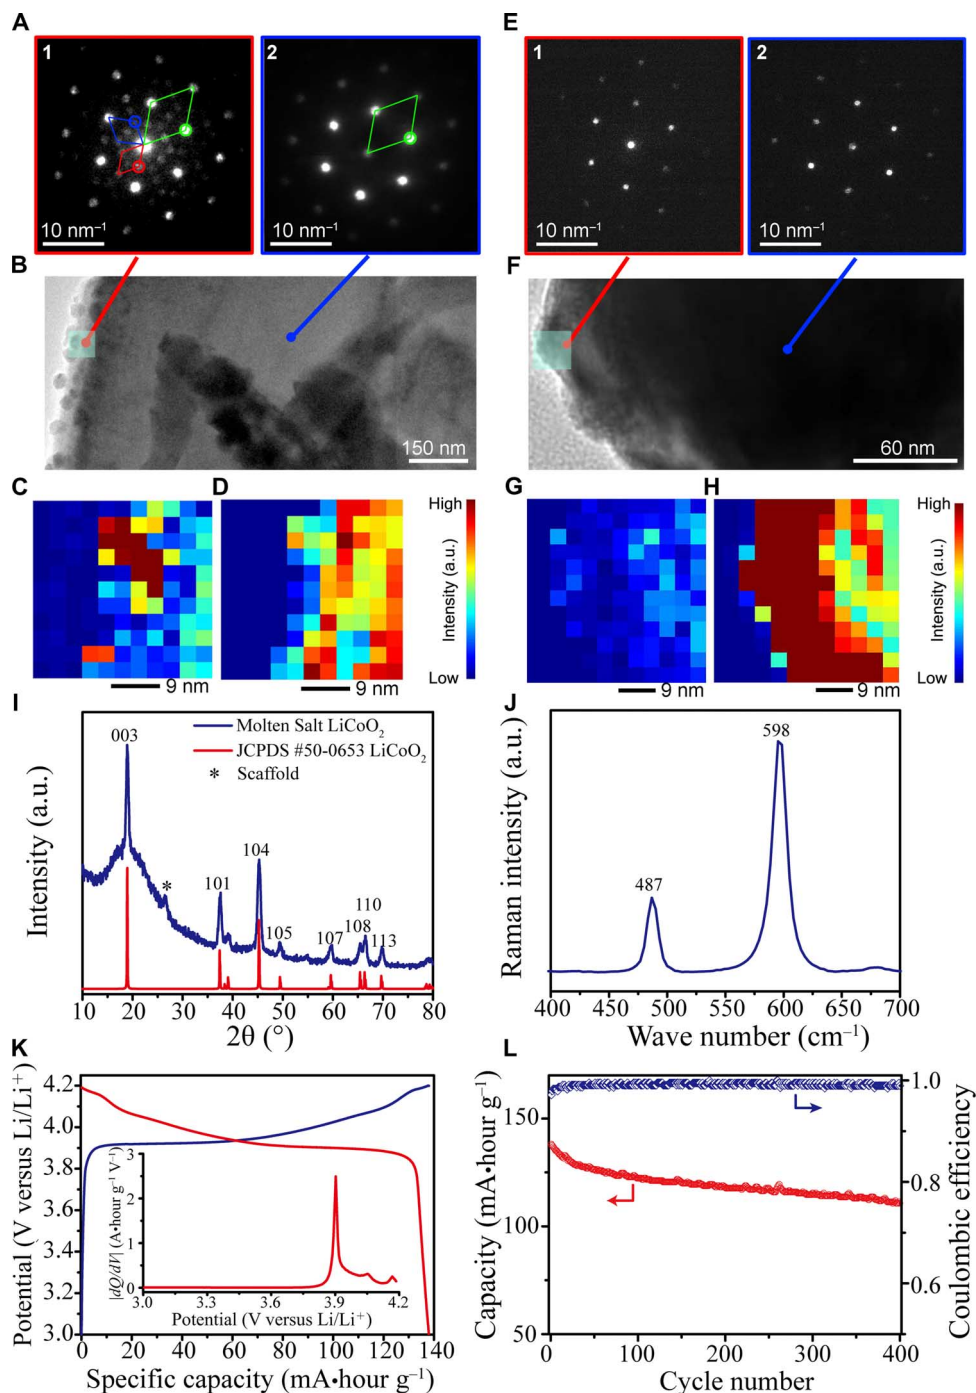 A
E
1
2
1
2
10 nm⁻¹
10 nm⁻¹
10 nm⁻¹
10 nm⁻¹
B
F
150 nm
60 nm
C
D
G
H
High
High
Intensity (a.u.)
Intensity (a.u.)
Low
Low
9 nm
9 nm
9 nm
9 nm
I
003
Molten Salt LiCoO₂
JCPDS #50-0653 LiCoO₂
* Scaffold
*
101
104
105
107
108
110
113
Intensity (a.u.)
10 20 30 40 50 60 70 80
2θ (°)
J
598
487
Raman intensity (a.u.)
400 450 500 550 600 650 700
Wave number (cm⁻¹)
K
4.2
4.0
3.8
3.6
3.4
3.2
3.0
Potential (V versus Li/Li⁺)
3
2
1
0
|dQ/dV| (A•hour g⁻¹ V⁻¹)
3.0 3.3 3.6 3.9 4.2
Potential (V versus Li/Li⁺)
0 20 40 60 80 100 120 140
Specific capacity (mA•hour g⁻¹)
L
150
100
50
Capacity (mA•hour g⁻¹)
1.0
0.8
0.6
Coulombic efficiency
0 100 200 300 400
Cycle number